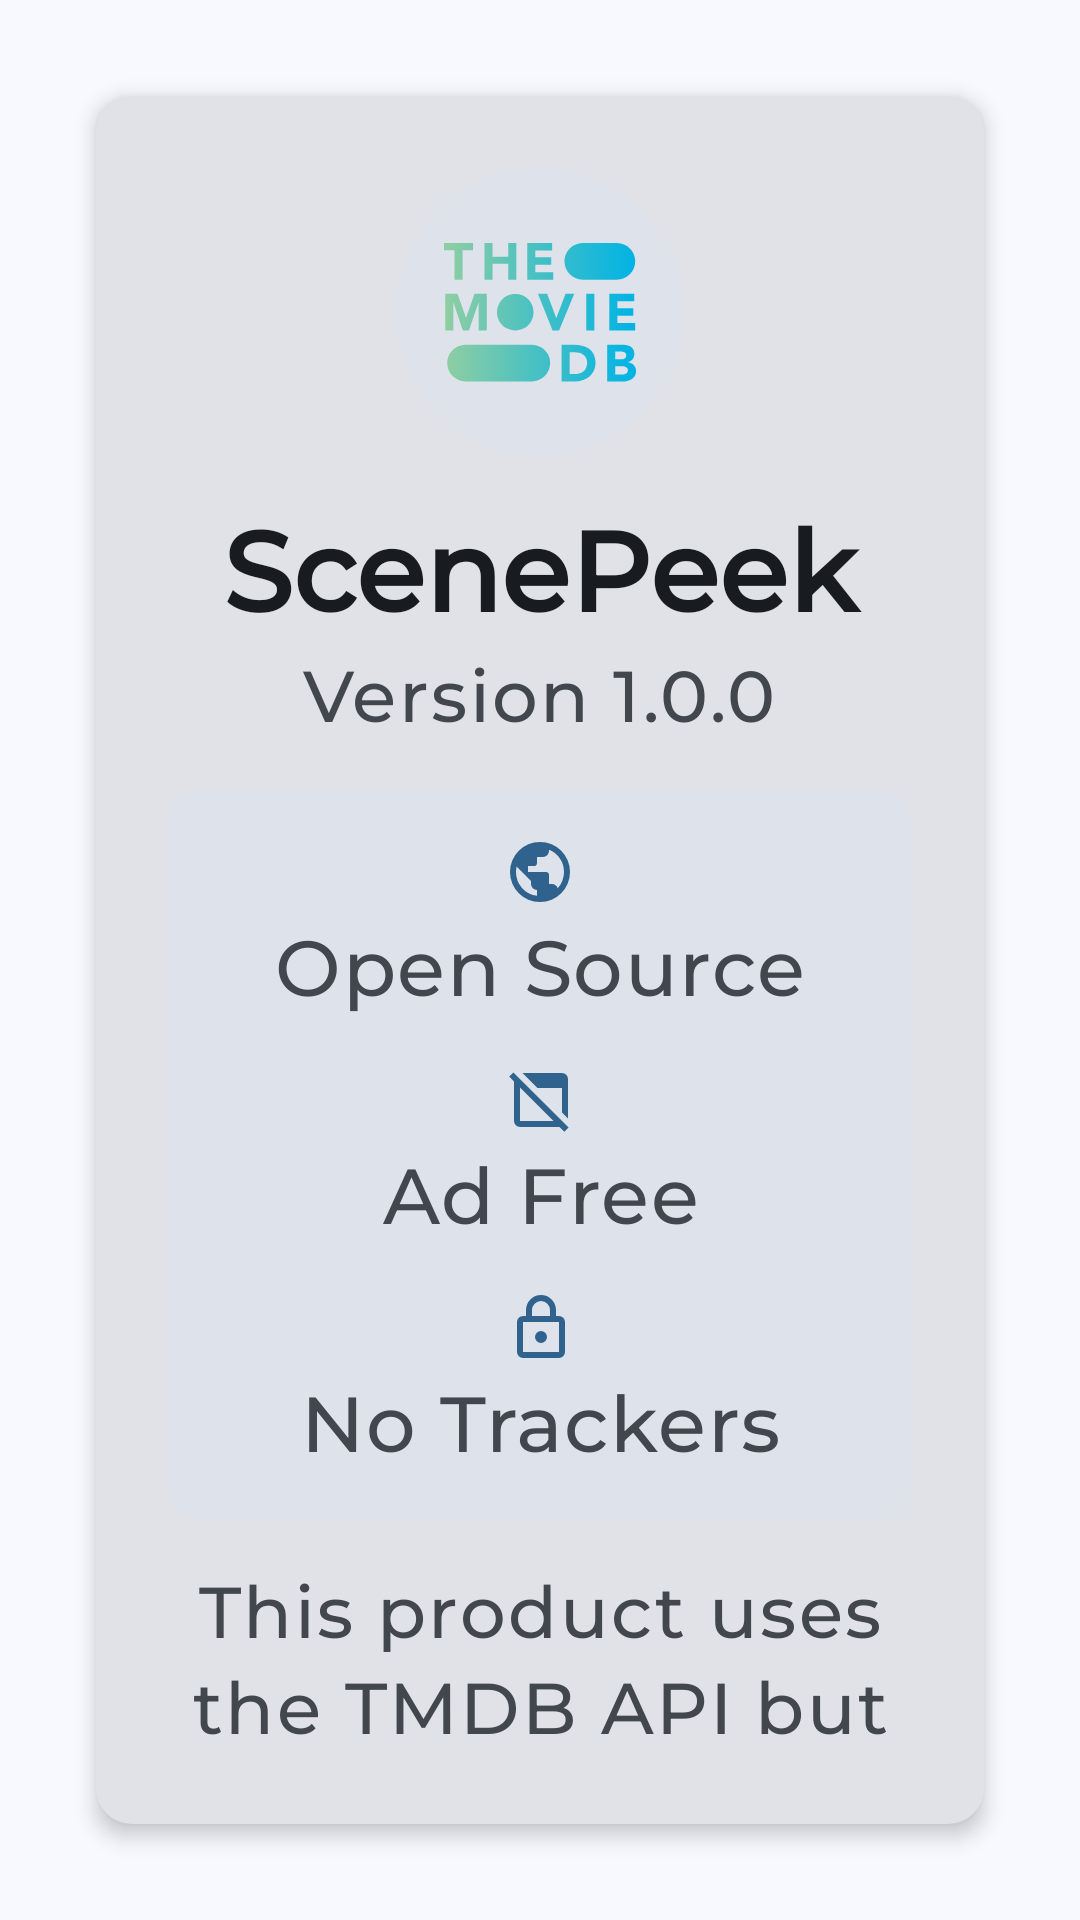 THE
MOVIE
DB
ScenePeek
Version 1.0.0
Open Source
Ad Free
No Trackers
This product uses
the TMDB API but